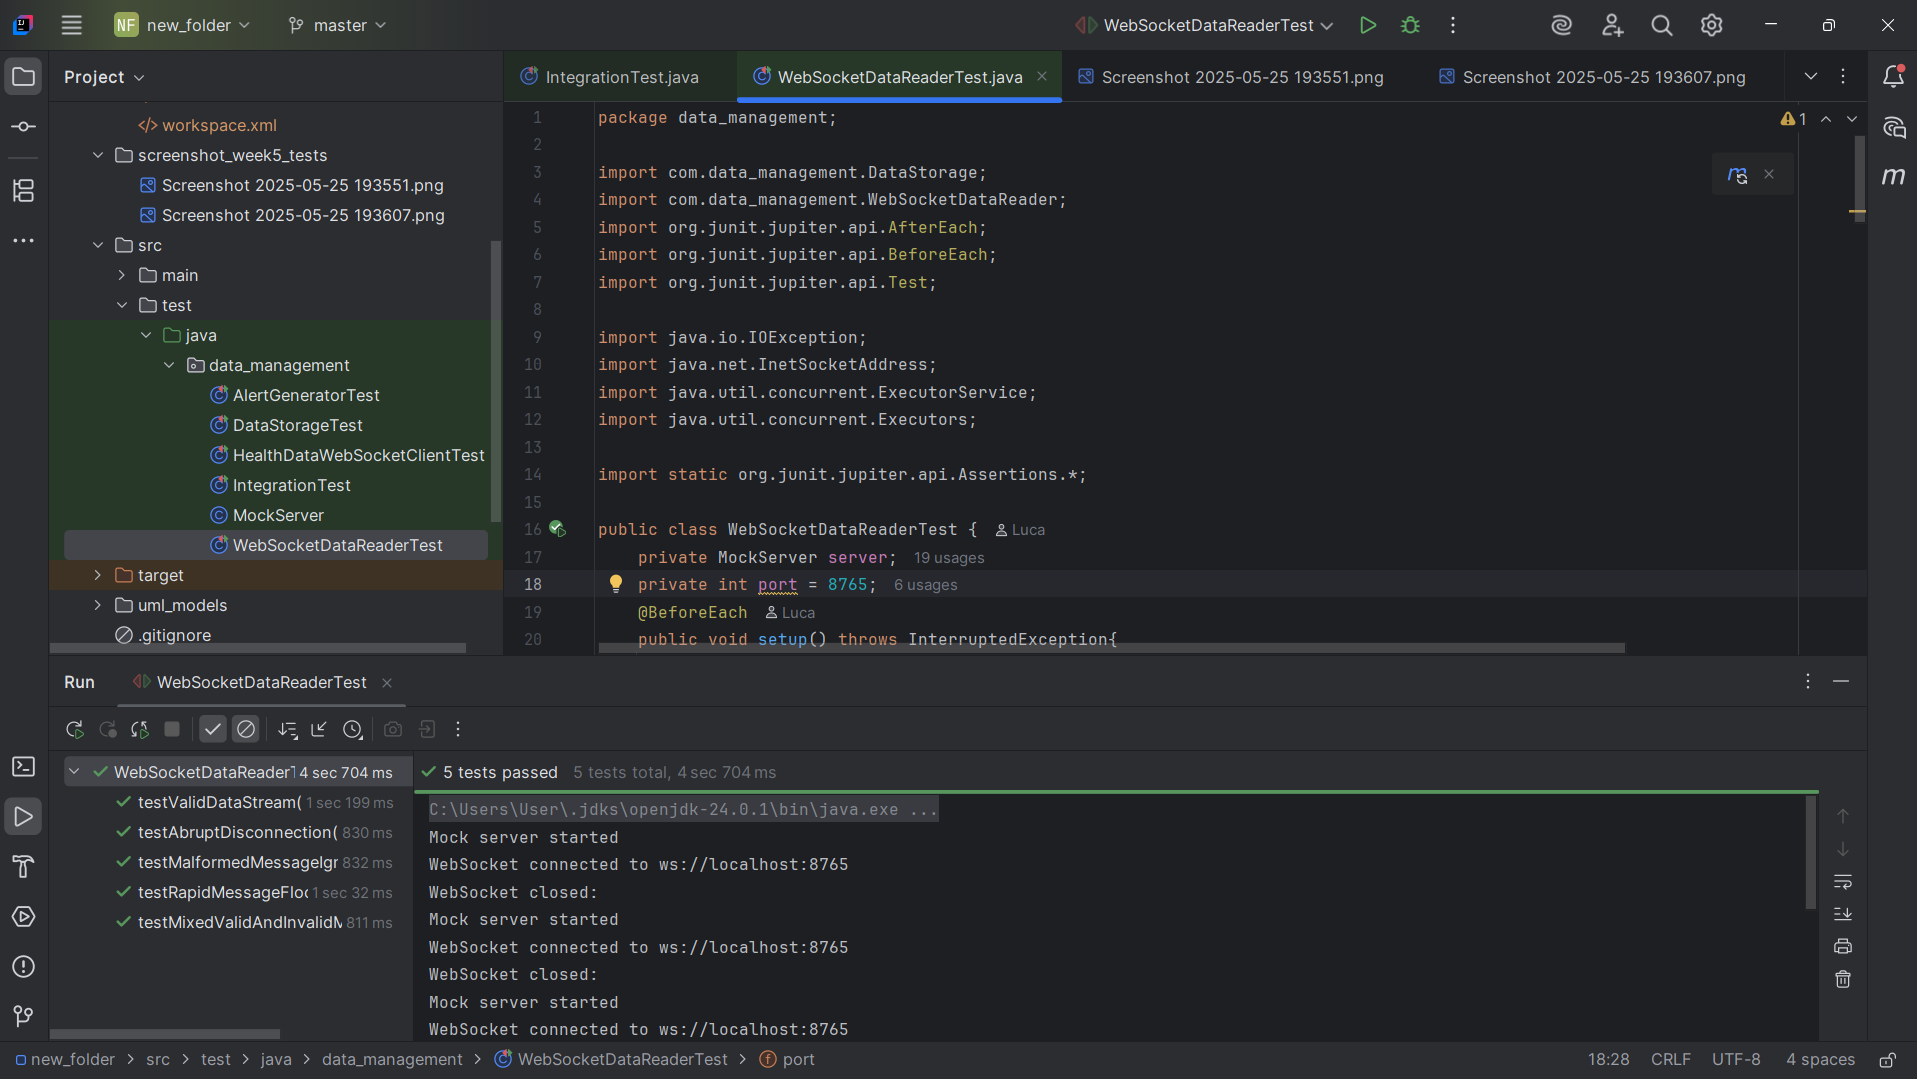 NF new_folder master WebSocketDataReaderTest
Project
</> workspace.xml
screenshot_week5_tests
Screenshot 2025-05-25 193551.png
Screenshot 2025-05-25 193607.png
src
main
test
java
data_management
AlertGeneratorTest
DataStorageTest
HealthDataWebSocketClientTest
IntegrationTest
MockServer
WebSocketDataReaderTest
target
uml_models
.gitignore
IntegrationTest.java WebSocketDataReaderTest.java Screenshot 2025-05-25 193551.png Screenshot 2025-05-25 193607.png
1 package data_management; 1
2
3 import com.data_management.DataStorage;
4 import com.data_management.WebSocketDataReader;
5 import org.junit.jupiter.api.AfterEach;
6 import org.junit.jupiter.api.BeforeEach;
7 import org.junit.jupiter.api.Test;
8
9 import java.io.IOException;
10 import java.net.InetSocketAddress;
11 import java.util.concurrent.ExecutorService;
12 import java.util.concurrent.Executors;
13
14 import static org.junit.jupiter.api.Assertions.*;
15
16 public class WebSocketDataReaderTest { Luca
17 private MockServer server; 19 usages
18 private int port = 8765; 6 usages
19 @BeforeEach Luca
20 public void setup() throws InterruptedException{
m
m
Run WebSocketDataReaderTest
WebSocketDataReaderT 4 sec 704 ms
testValidDataStream( 1 sec 199 ms
testAbruptDisconnection( 830 ms
testMalformedMessageIgr 832 ms
testRapidMessageFloo 1 sec 32 ms
testMixedValidAndInvalidM 811 ms
5 tests passed 5 tests total, 4 sec 704 ms
C:\Users\User\.jdks\openjdk-24.0.1\bin\java.exe ...
Mock server started
WebSocket connected to ws://localhost:8765
WebSocket closed:
Mock server started
WebSocket connected to ws://localhost:8765
WebSocket closed:
Mock server started
WebSocket connected to ws://localhost:8765
new_folder > src > test > java > data_management > WebSocketDataReaderTest > port 18:28 CRLF UTF-8 4 spaces